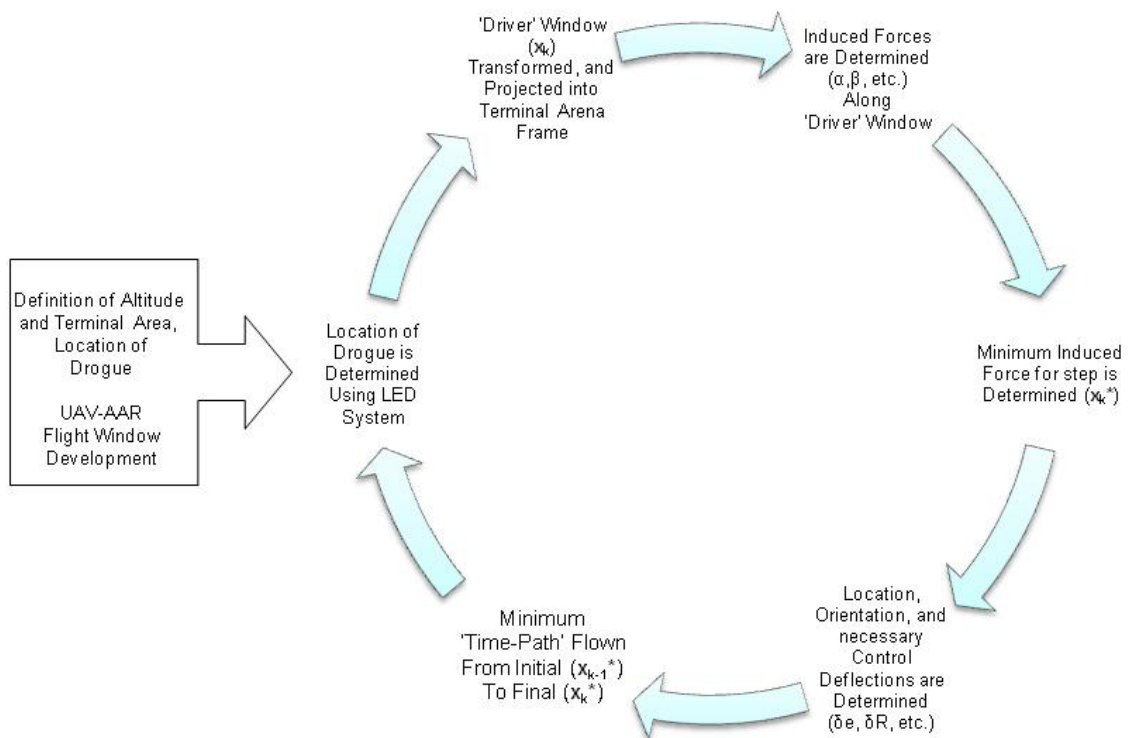 Definition of Altitude
and Terminal Area,
Location of
Drogue
UAV-AAR
Flight Window
Development
Location of
Drogue is
Determined
Using LED
System
'Driver' Window
(xk)
Transformed, and
Projected into
Terminal Arena
Frame
Induced Forces
are Determined
(α,β, etc.)
Along
'Driver' Window
Minimum Induced
Force for step is
Determined (xk*)
Location,
Orientation, and
necessary
Control
Deflections are
Determined
(δe, δR, etc.)
Minimum
'Time-Path' Flown
From Initial (xk-1*)
To Final (xk*)